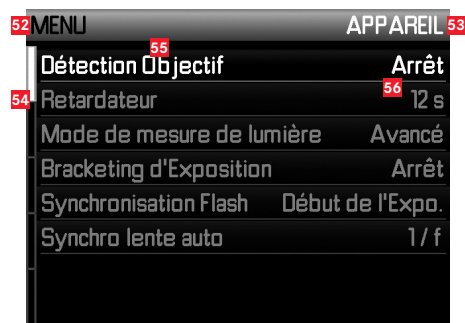 52 MENU APPAREIL 53
55
Détection Objectif Arrêt
56
54 Retardateur 12 s
Mode de mesure de lumière Avancé
Bracketing d'Exposition Arrêt
Synchronisation Flash Début de l'Expo.
Synchro lente auto 1/f